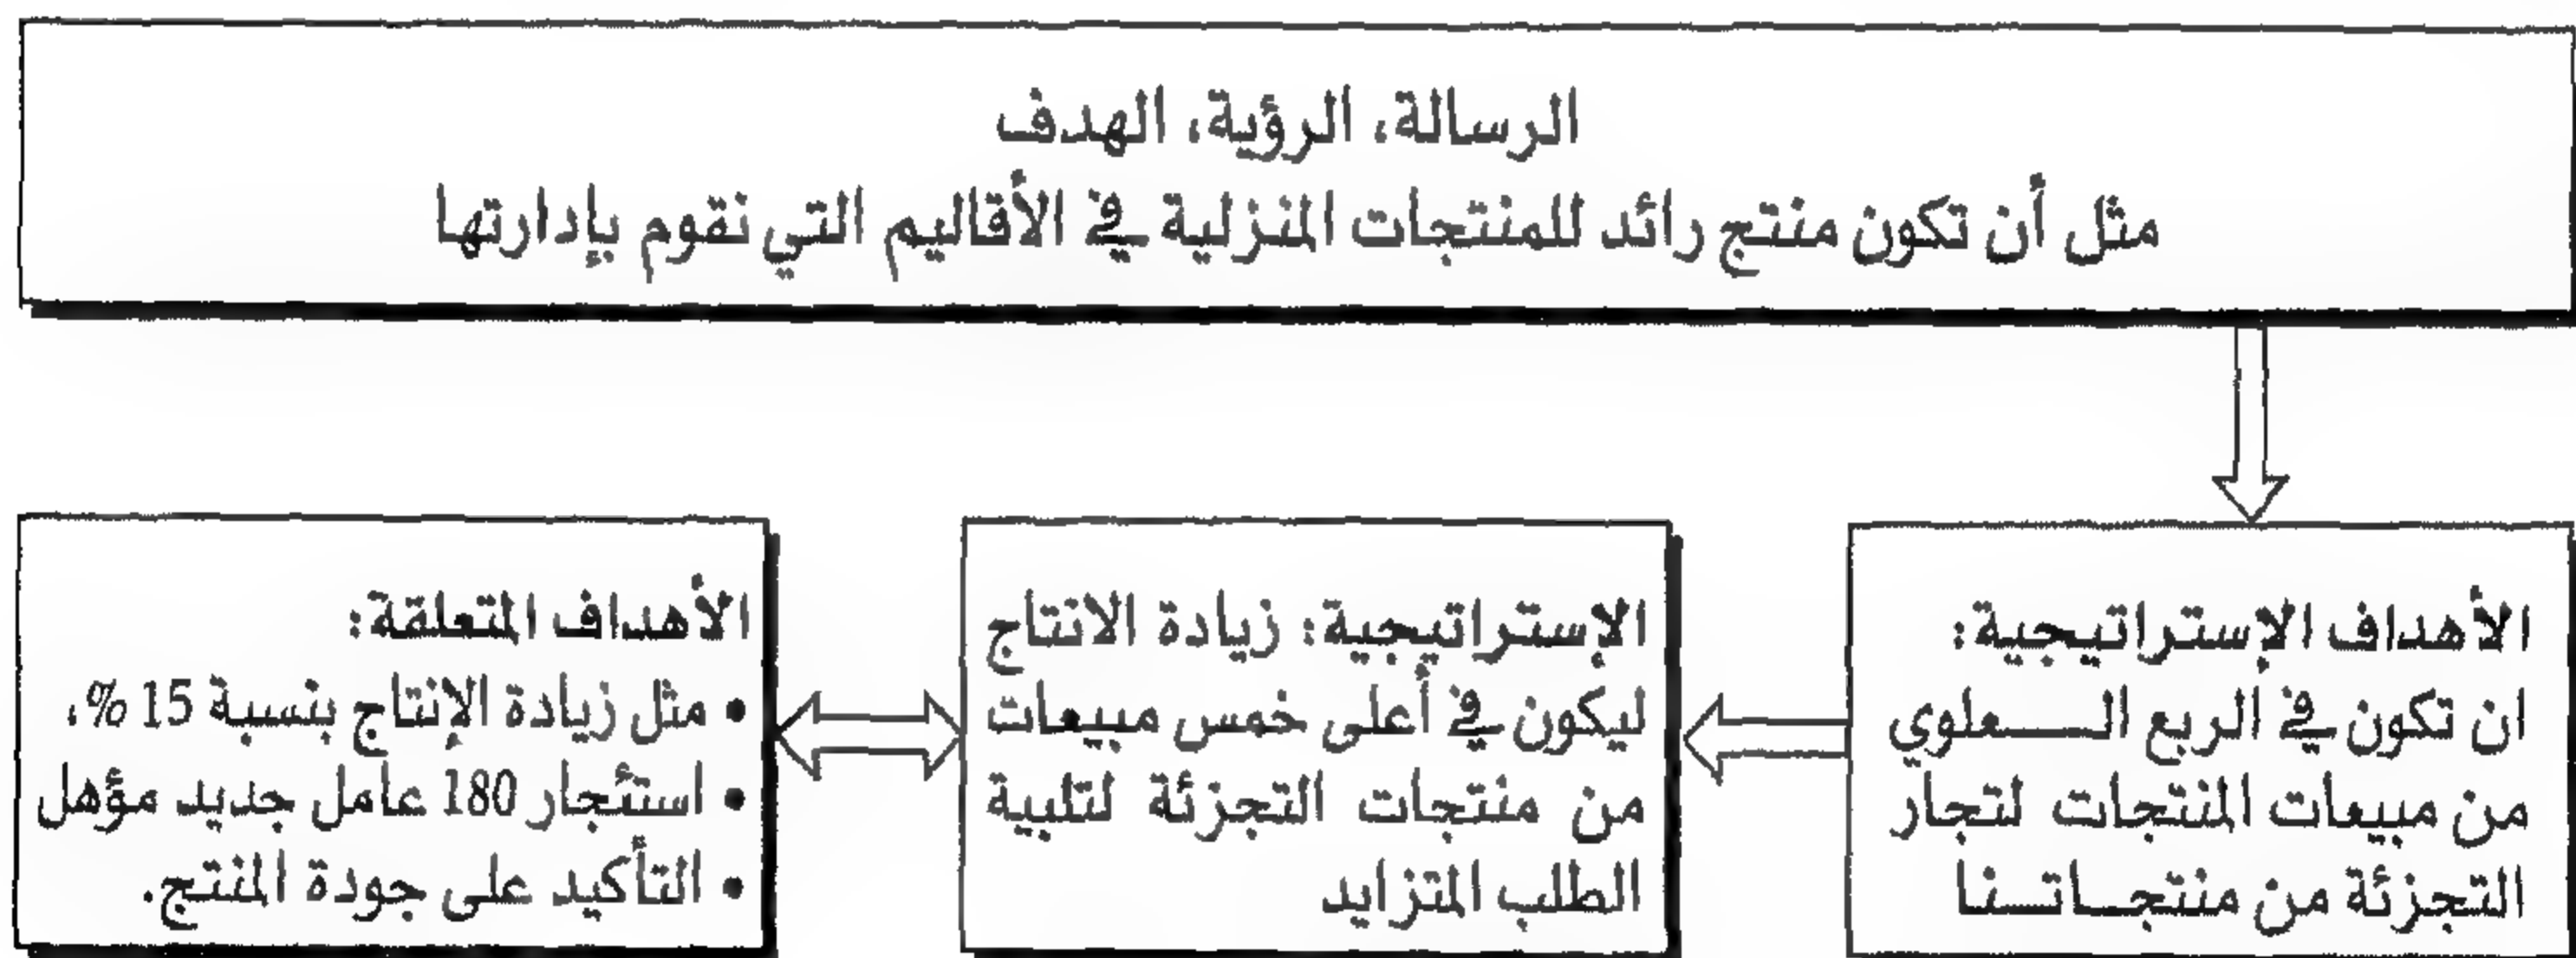 الرسالة، الرؤية، الهدف
مثل أن تكون منتج رائد للمنتجات المنزلية في الأقاليم التي نقوم بإدارتها
الأهداف الإستراتيجية:
ان تكون في الربع العلوي
من مبيعات المنتجات لتجار
التجزئة من منتجاتنا
الإستراتيجية: زيادة الانتاج
ليكون في أعلى خمس مبيعات
من منتجات التجزئة لتلبية
الطلب المتزايد
الأهداف المتعلقة:
• مثل زيادة الإنتاج بنسبة 15 %،
• استئجار 180 عامل جديد مؤهل
• التأكيد على جودة المنتج.